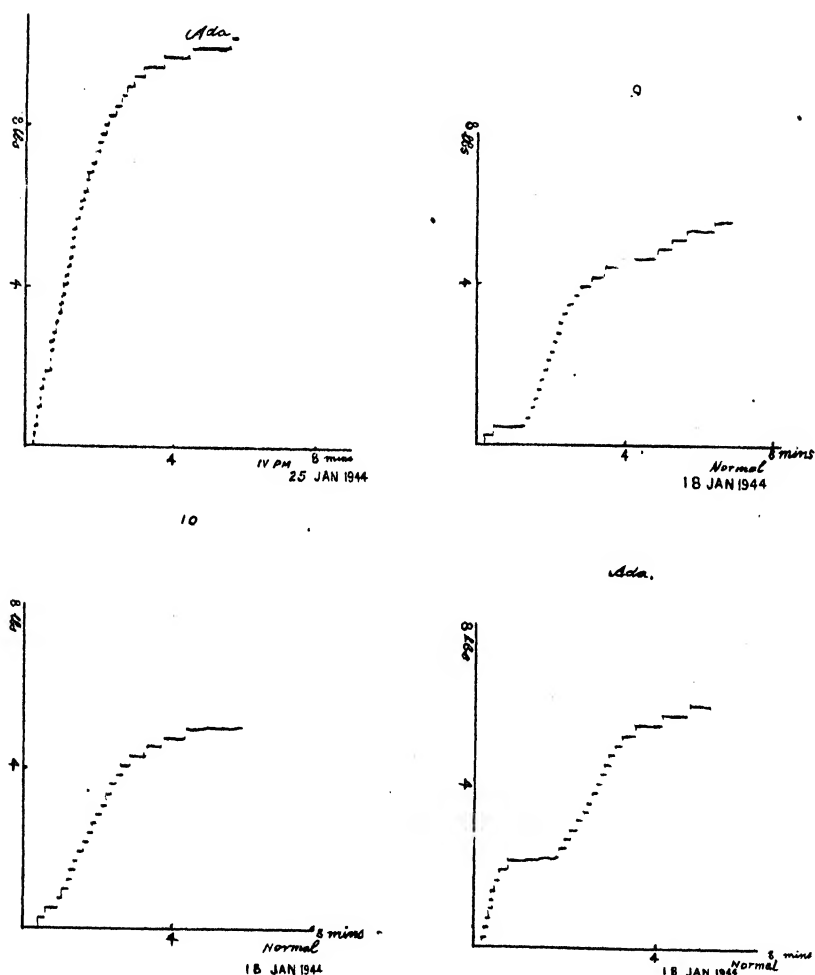 Ada.
8 lbs
4
4
8 mins
IV PM
25 JAN 1944
9
8 lbs
4
4
8 mins
Normal
18 JAN 1944
10
8 lbs
4
4
8 mins
Normal
18 JAN 1944
Ada.
8 lbs
4
4
8 mins
Normal
18 JAN 1944